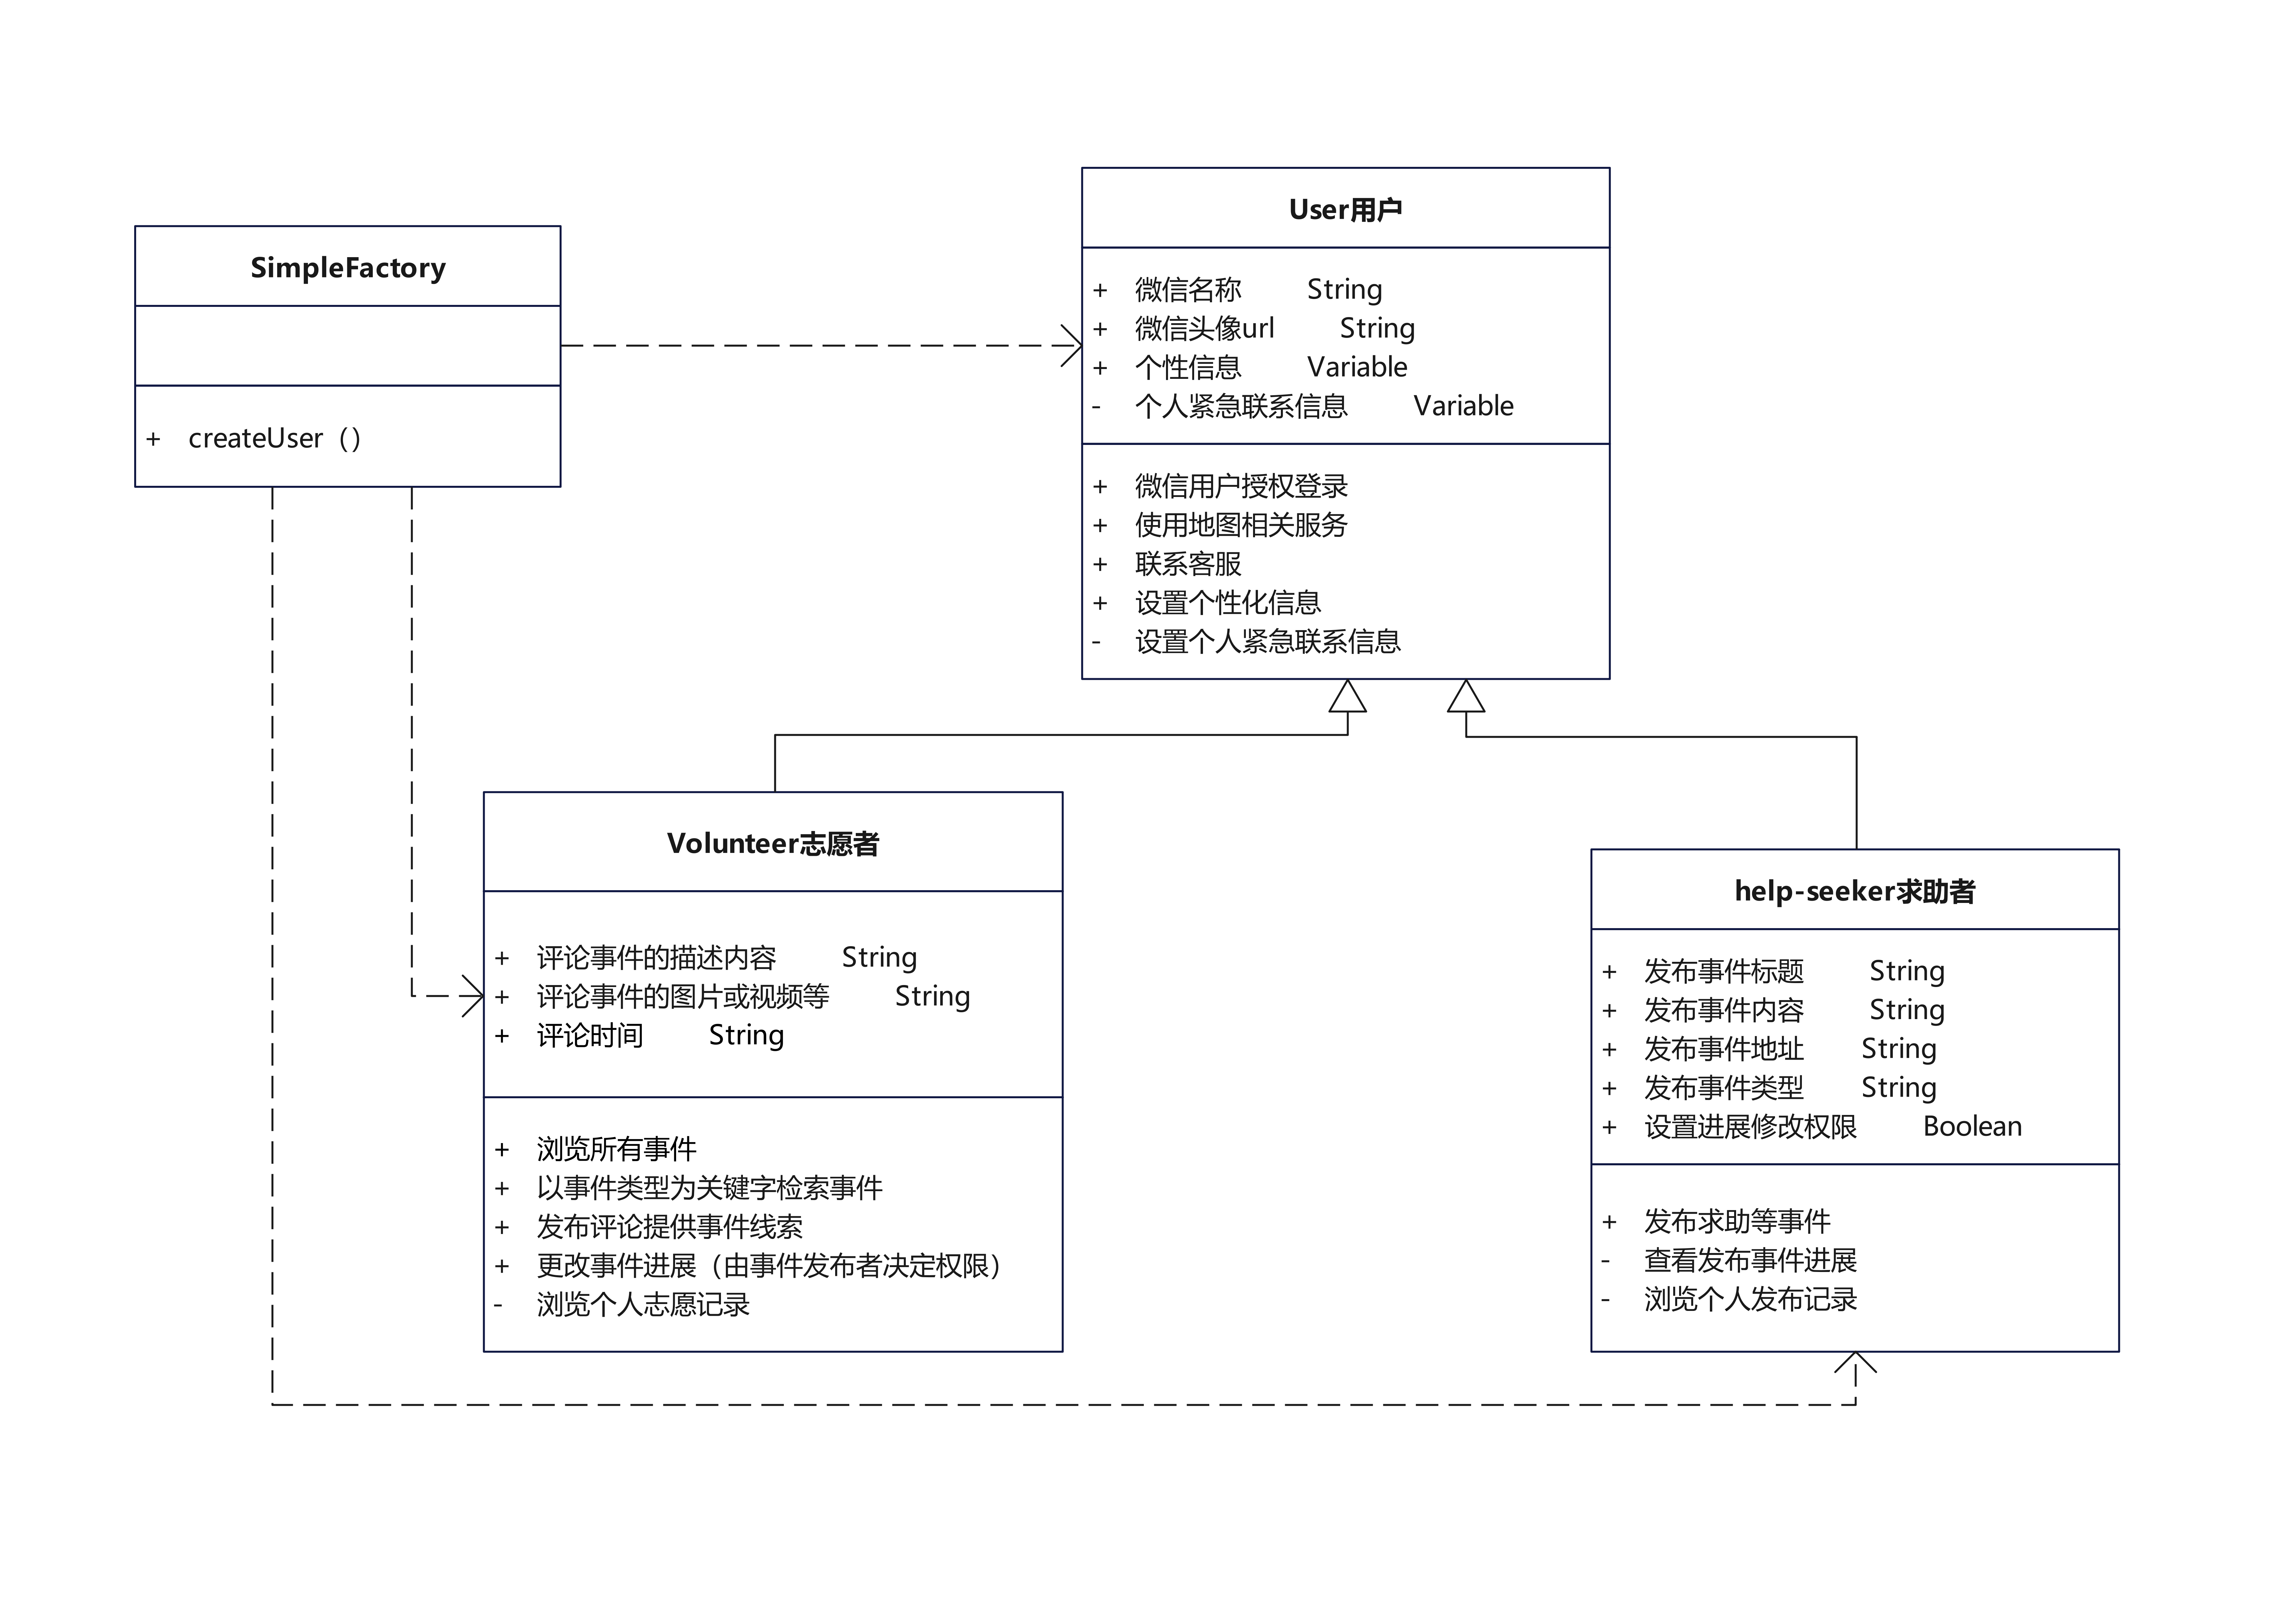 SimpleFactory
+ createUser（）
User用户
+ 微信名称 String
+ 微信头像url String
+ 个性信息 Variable
- 个人紧急联系信息 Variable
+ 微信用户授权登录
+ 使用地图相关服务
+ 联系客服
+ 设置个性化信息
- 设置个人紧急联系信息
Volunteer志愿者
+ 评论事件的描述内容 String
+ 评论事件的图片或视频等 String
+ 评论时间 String
+ 浏览所有事件
+ 以事件类型为关键字检索事件
+ 发布评论提供事件线索
+ 更改事件进展（由事件发布者决定权限）
- 浏览个人志愿记录
help-seeker求助者
+ 发布事件标题 String
+ 发布事件内容 String
+ 发布事件地址 String
+ 发布事件类型 String
+ 设置进展修改权限 Boolean
+ 发布求助等事件
- 查看发布事件进展
- 浏览个人发布记录